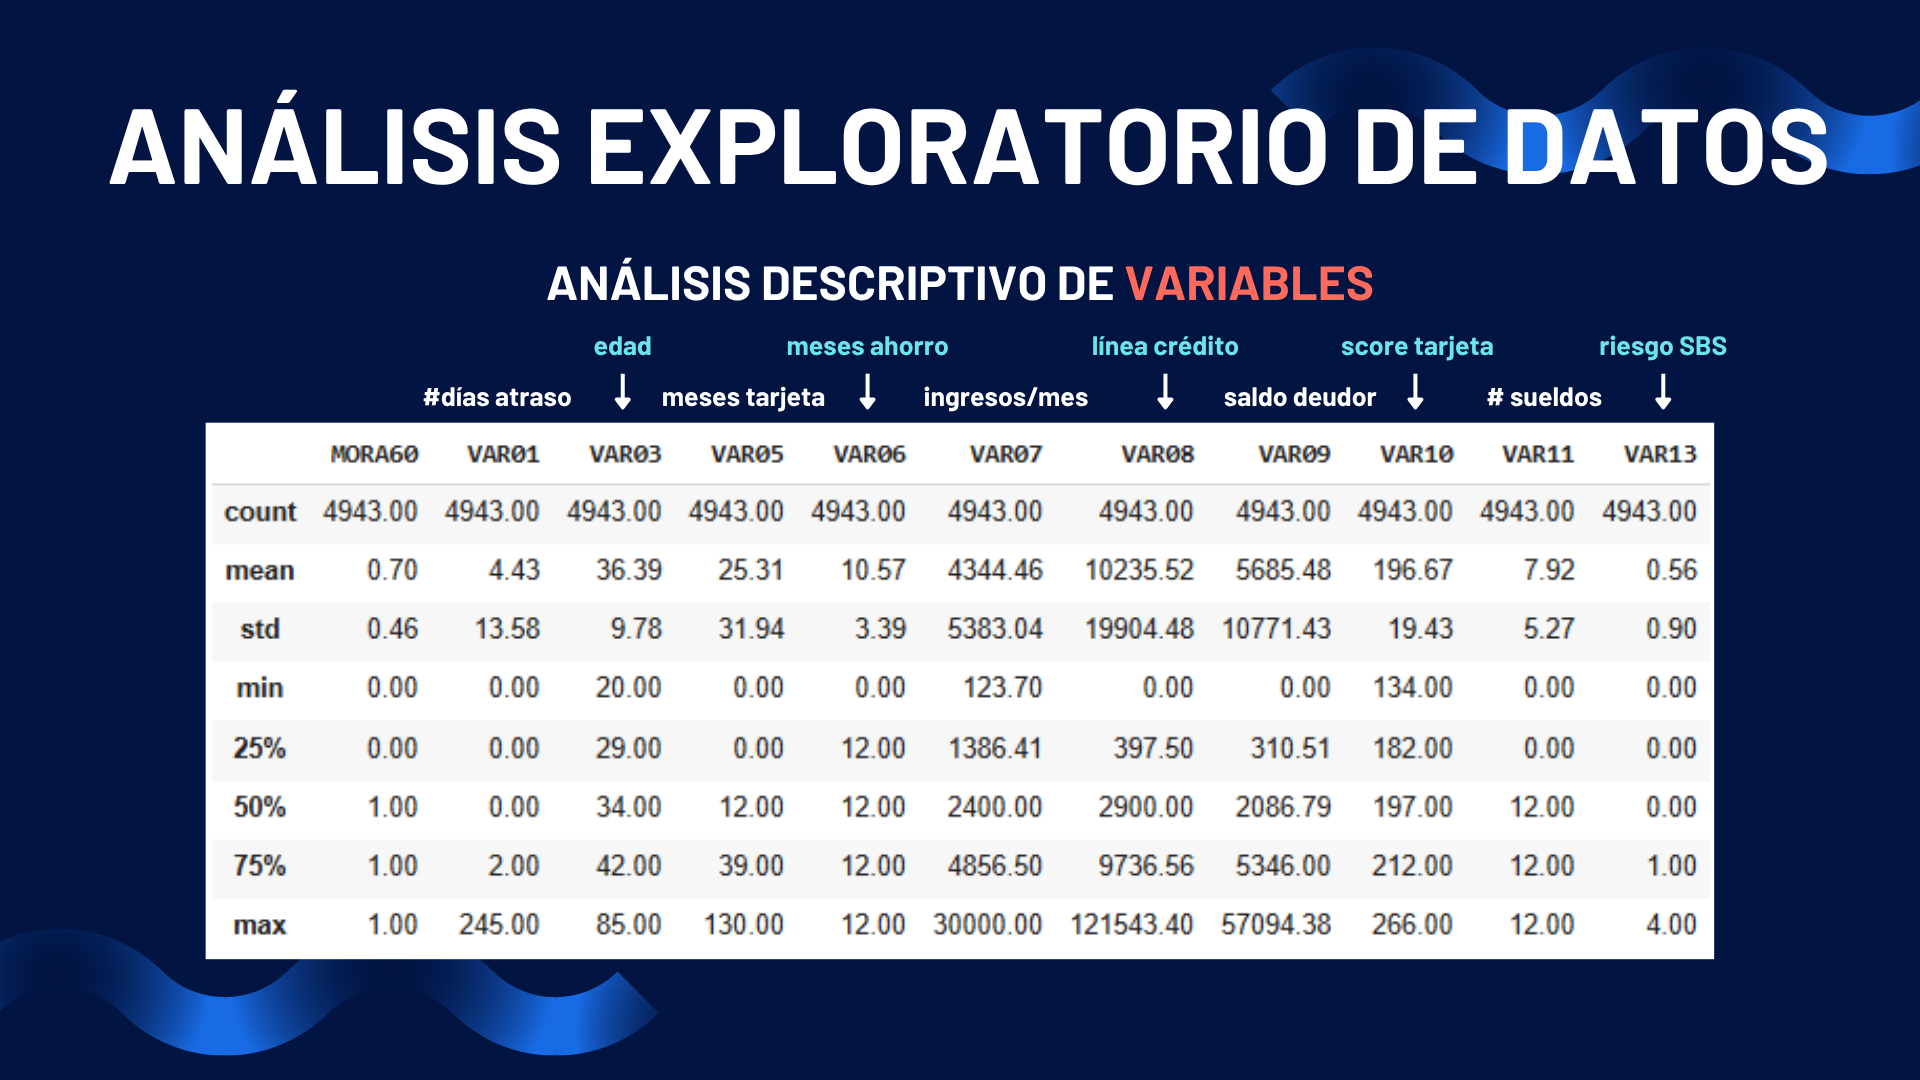 ANÁLISIS EXPLORATORIO DE DATOS
ANÁLISIS DESCRIPTIVO DE VARIABLES
edad meses ahorro línea crédito score tarjeta riesgo SBS
#días atraso meses tarjeta ingresos/mes saldo deudor # sueldos
MORA60 VAR01 VAR03 VAR05 VAR06 VAR07 VAR08 VAR09 VAR10 VAR11 VAR13
count 4943.00 4943.00 4943.00 4943.00 4943.00 4943.00 4943.00 4943.00 4943.00 4943.00 4943.00
mean 0.70 4.43 36.39 25.31 10.57 4344.46 10235.52 5685.48 196.67 7.92 0.56
std 0.46 13.58 9.78 31.94 3.39 5383.04 19904.48 10771.43 19.43 5.27 0.90
min 0.00 0.00 20.00 0.00 0.00 123.70 0.00 0.00 134.00 0.00 0.00
25% 0.00 0.00 29.00 0.00 12.00 1386.41 397.50 310.51 182.00 0.00 0.00
50% 1.00 0.00 34.00 12.00 12.00 2400.00 2900.00 2086.79 197.00 12.00 0.00
75% 1.00 2.00 42.00 39.00 12.00 4856.50 9736.56 5346.00 212.00 12.00 1.00
max 1.00 245.00 85.00 130.00 12.00 30000.00 121543.40 57094.38 266.00 12.00 4.00